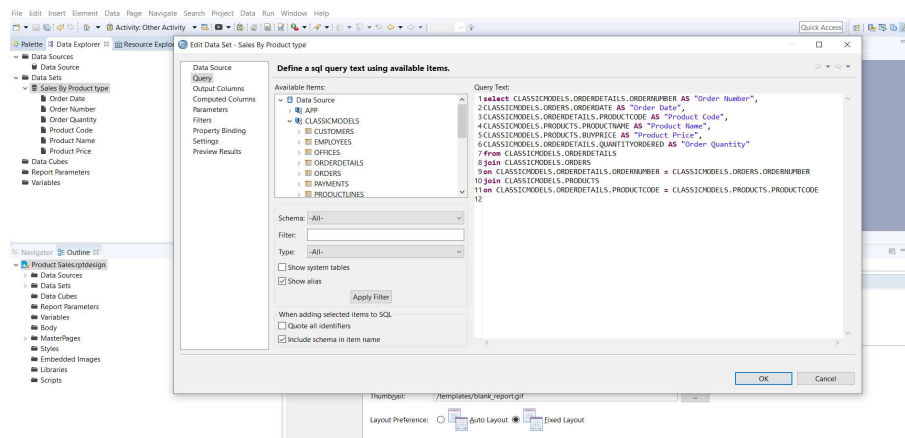 File Edit Insert Element Data Page Navigate Search Project Data Run Window Help
Activity: Other Activity
Quick Access
Palette Data Explorer Resource Explor
Data Sources
Data Source
Data Sets
Sales By Product type
Order Date
Order Number
Order Quantity
Product Code
Product Name
Product Price
Data Cubes
Report Parameters
Variables
Navigator Outline
Product Sales.rptdesign
Data Sources
Data Sets
Data Cubes
Report Parameters
Variables
Body
MasterPages
Styles
Embedded Images
Libraries
Scripts
Edit Data Set - Sales By Product type
Data Source
Query
Output Columns
Computed Columns
Parameters
Filters
Property Binding
Settings
Preview Results
Define a sql query text using available items.
Available Items:
Data Source
APP
CLASSICMODELS
CUSTOMERS
EMPLOYEES
OFFICES
ORDERDETAILS
ORDERS
PAYMENTS
PRODUCTLINES
Schema: -All-
Filter:
Type: -All-
Show system tables
Show alias
Apply Filter
When adding selected items to SQL
Quote all identifiers
Include schema in item name
Query Text:
1 select CLASSICMODELS.ORDERDETAILS.ORDERNUMBER AS "Order Number",
2 CLASSICMODELS.ORDERS.ORDERDATE AS "Order Date",
3 CLASSICMODELS.ORDERDETAILS.PRODUCTCODE AS "Product Code",
4 CLASSICMODELS.PRODUCTS.PRODUCTNAME AS "Product Name",
5 CLASSICMODELS.PRODUCTS.BUYPRICE AS "Product Price",
6 CLASSICMODELS.ORDERDETAILS.QUANTITYORDERED AS "Order Quantity"
7 from CLASSICMODELS.ORDERDETAILS
8 join CLASSICMODELS.ORDERS
9 on CLASSICMODELS.ORDERDETAILS.ORDERNUMBER = CLASSICMODELS.ORDERS.ORDERNUMBER
10 join CLASSICMODELS.PRODUCTS
11 on CLASSICMODELS.ORDERDETAILS.PRODUCTCODE = CLASSICMODELS.PRODUCTS.PRODUCTCODE
12
OK Cancel
Thumbnail: /templates/blank_report.gif ...
Layout Preference: Auto Layout Fixed Layout